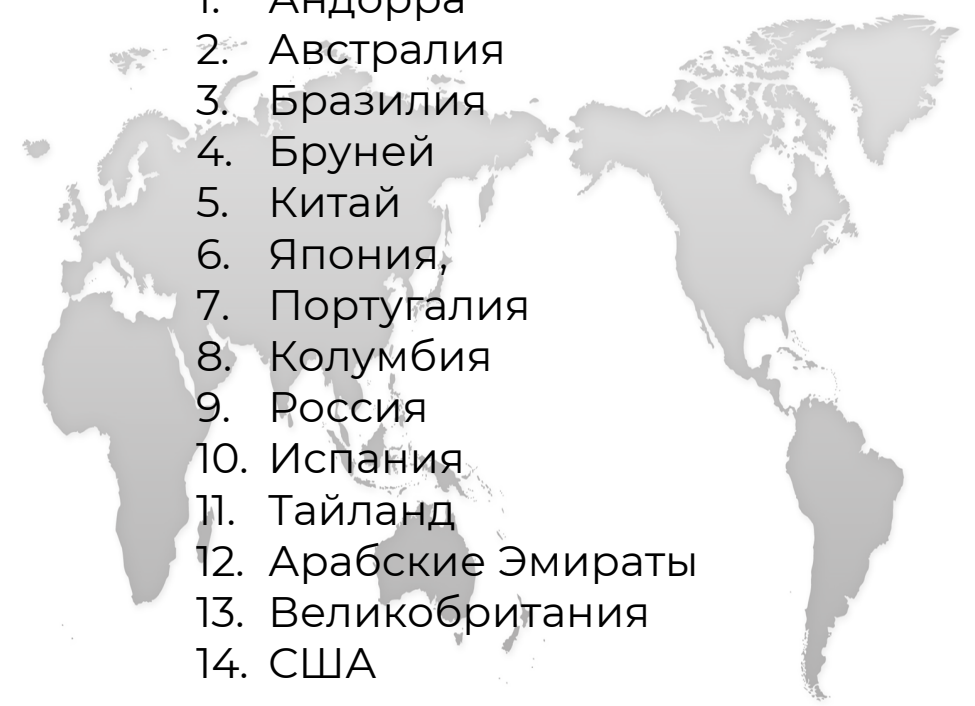 1. Андорра
2. Австралия
3. Бразилия
4. Бруней
5. Китай
6. Япония,
7. Португалия
8. Колумбия
9. Россия
10. Испания
11. Тайланд
12. Арабские Эмираты
13. Великобритания
14. США